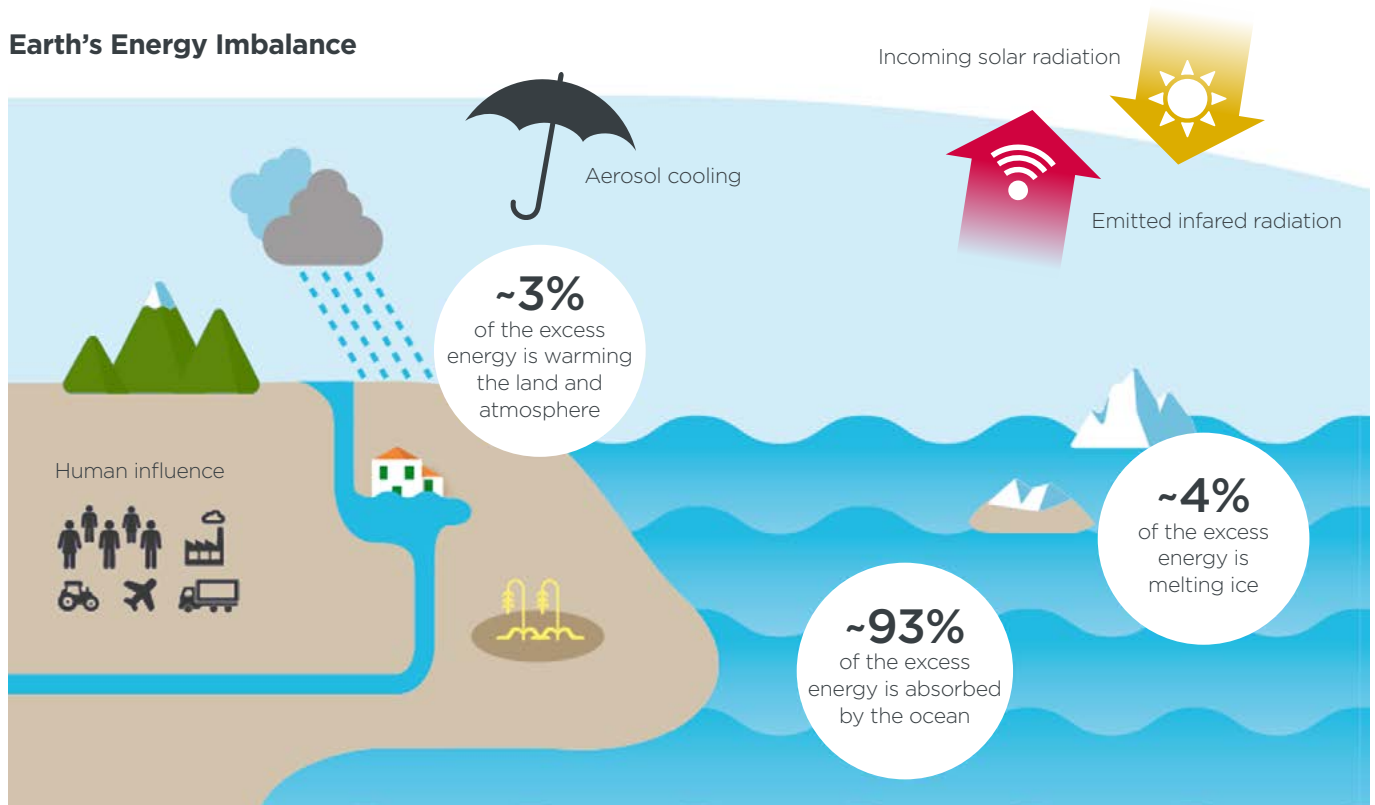 Earth's Energy Imbalance
Incoming solar radiation
Aerosol cooling
Emitted infared radiation
~3%
of the excess
energy is warming
the land and
atmosphere
Human influence
~4%
of the excess
energy is
melting ice
~93%
of the excess
energy is absorbed
by the ocean